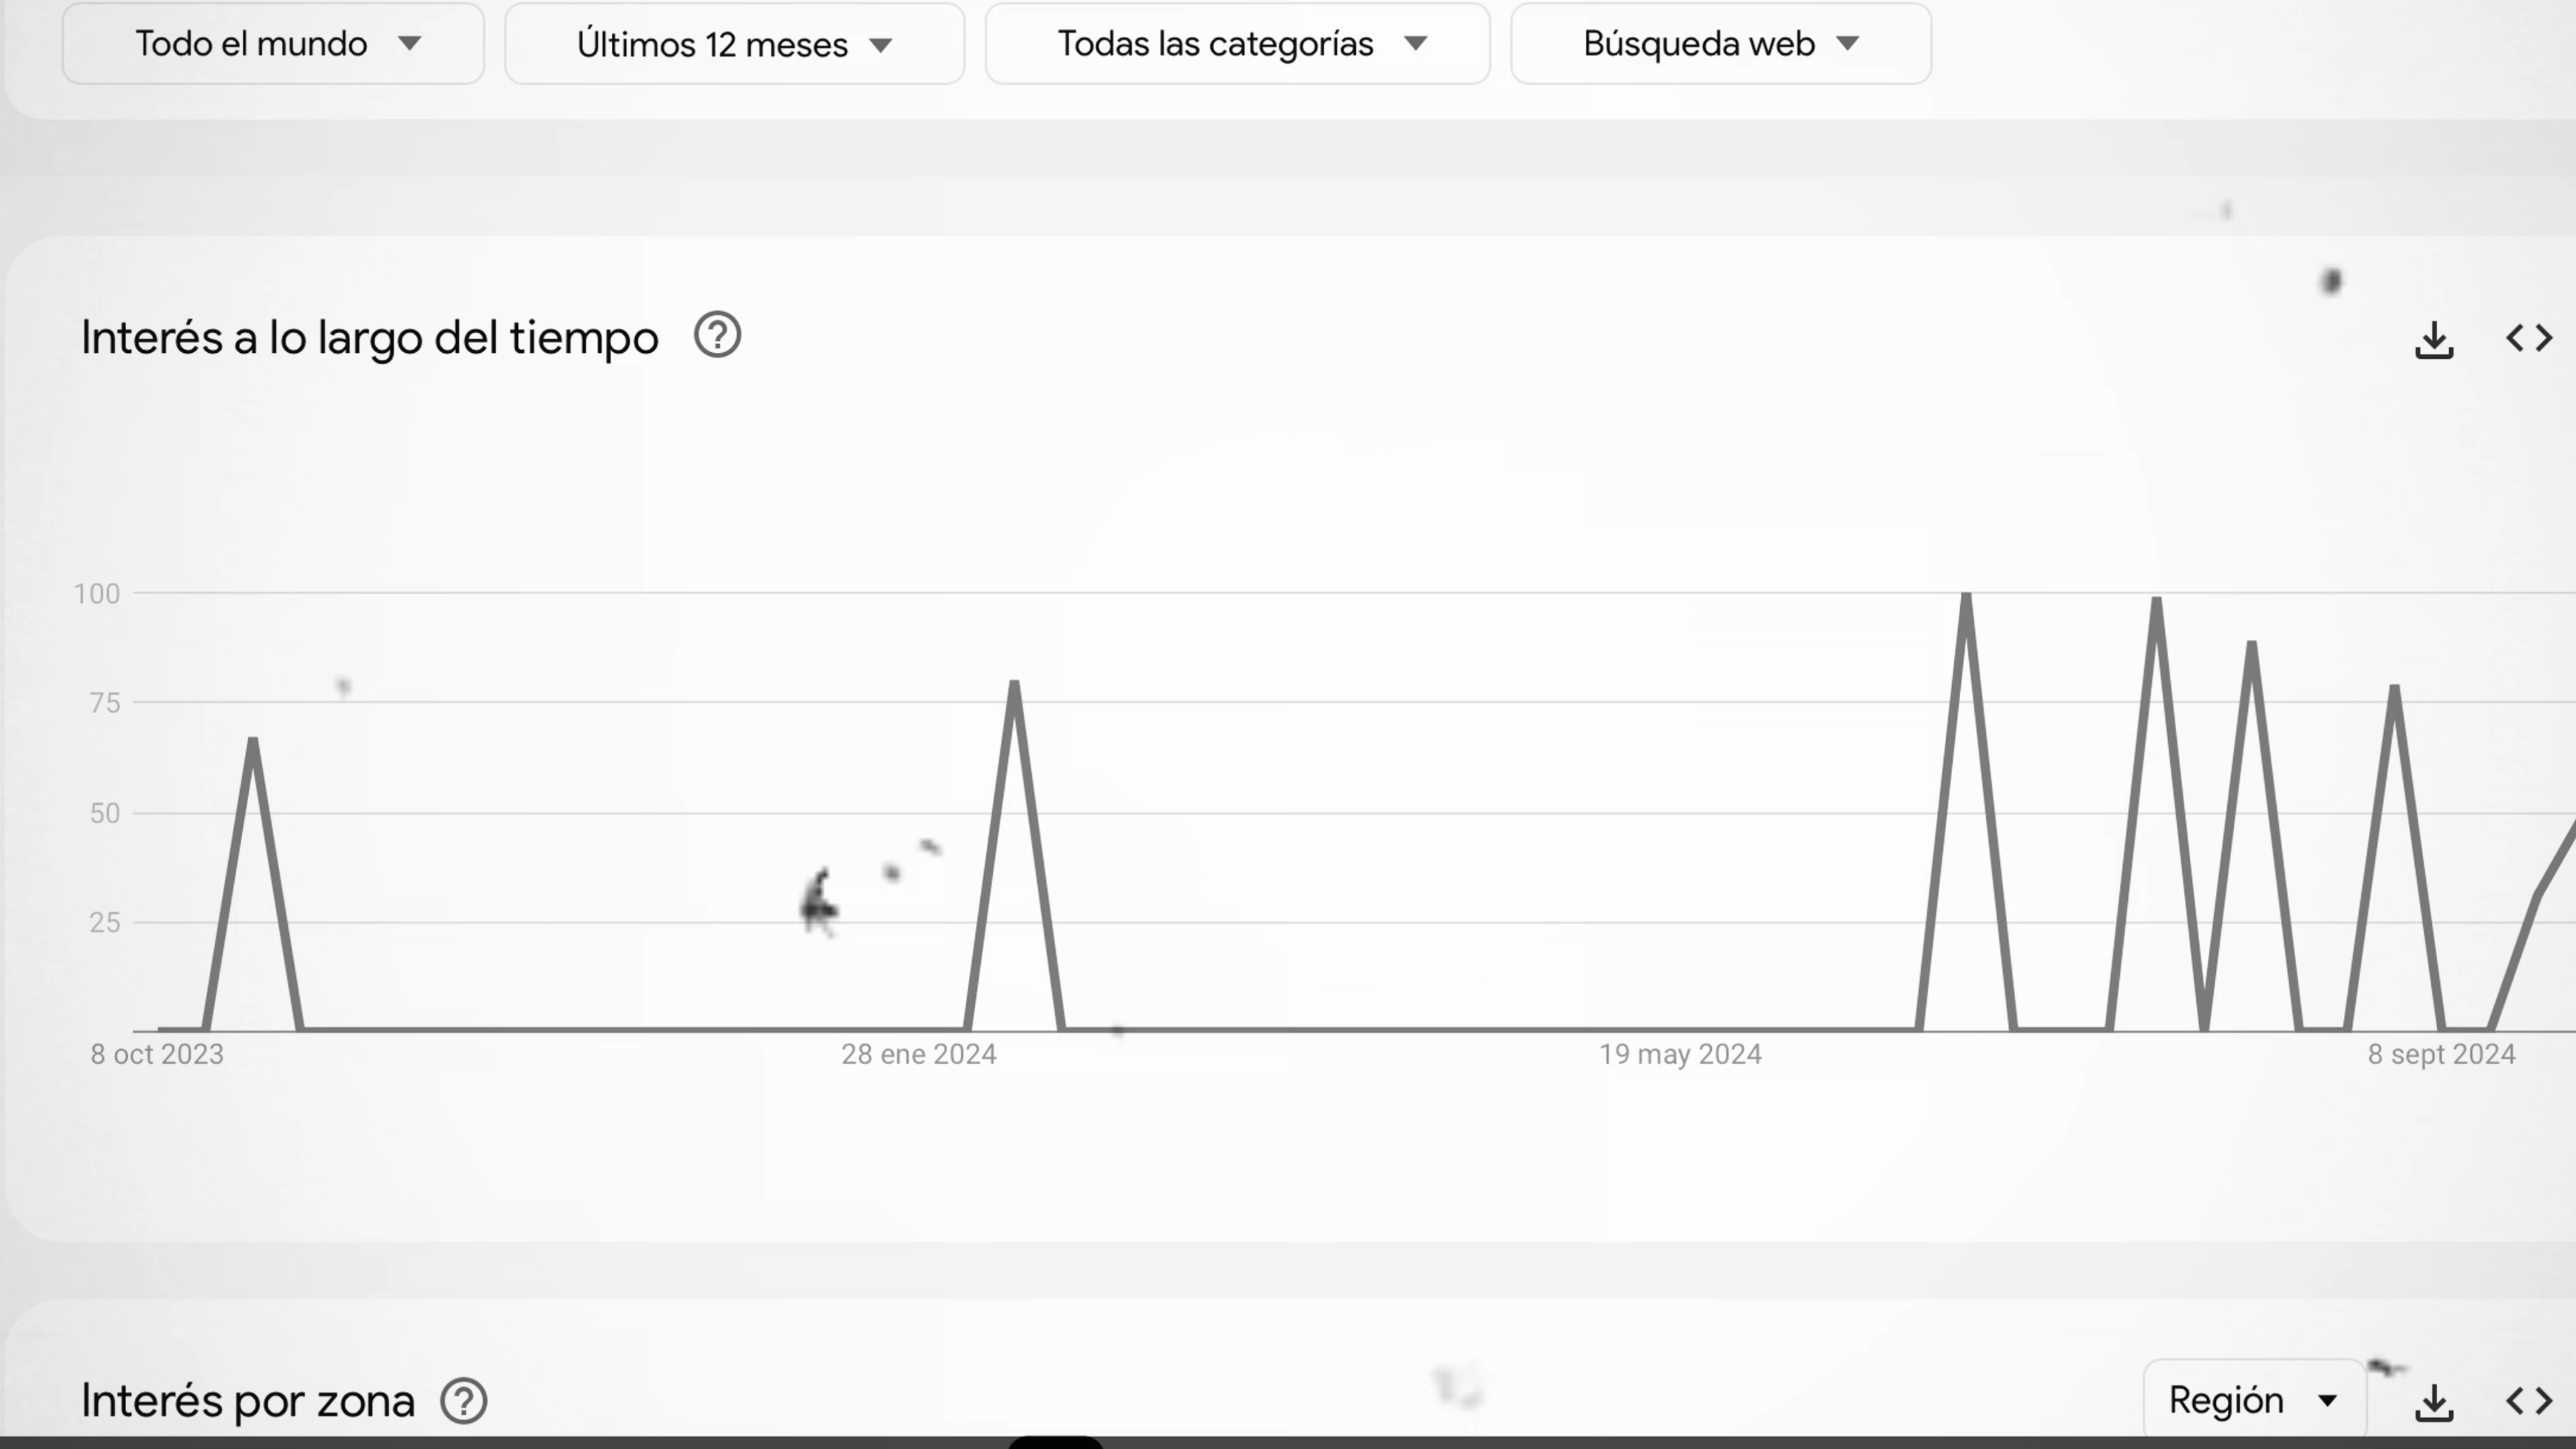 Todo el mundo Últimos 12 meses Todas las categorías Búsqueda web
Interés a lo largo del tiempo
100
75
50
25
8 oct 2023 28 ene 2024 19 may 2024 8 sept 2024
Interés por zona Región